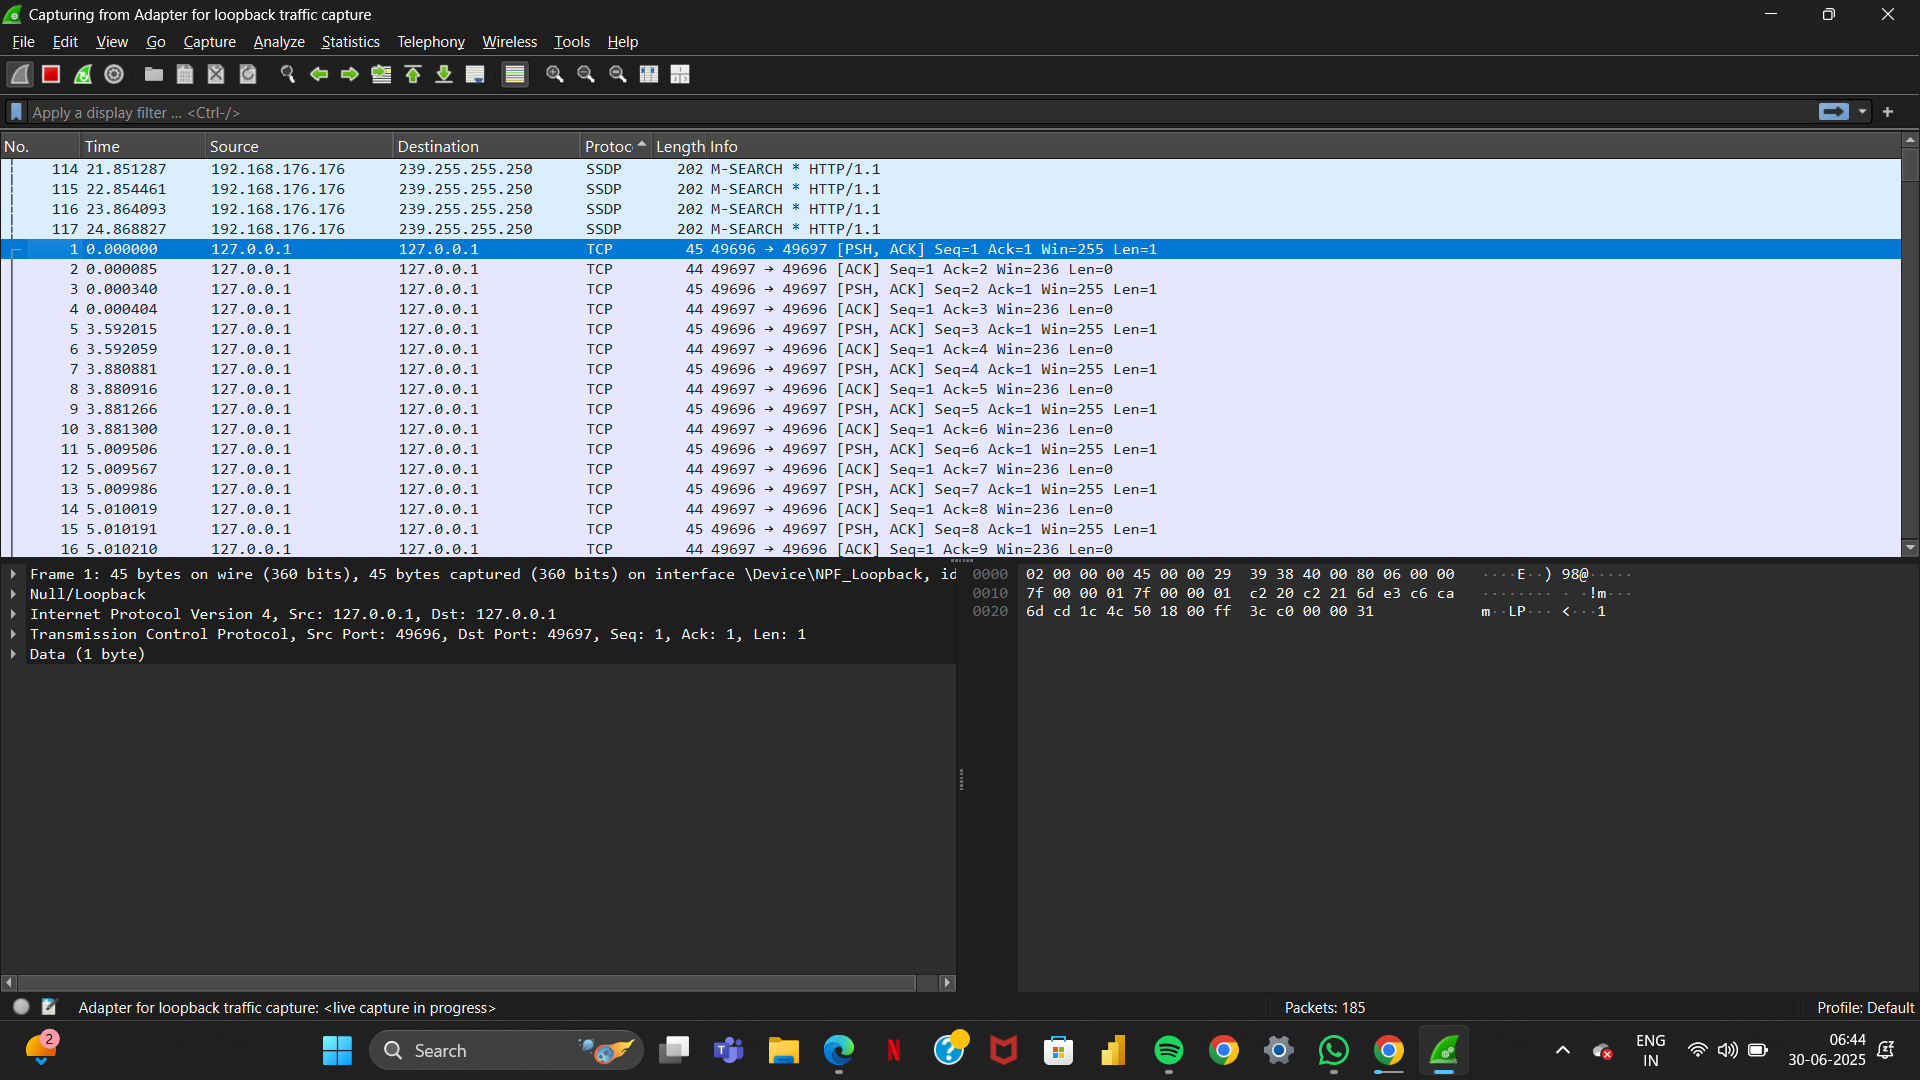 Capturing from Adapter for loopback traffic capture
File Edit View Go Capture Analyze Statistics Telephony Wireless Tools Help
Apply a display filter ... <Ctrl-/>
No. Time Source Destination Protoc Length Info
114 21.851287 192.168.176.176 239.255.255.250 SSDP 202 M-SEARCH * HTTP/1.1
115 22.854461 192.168.176.176 239.255.255.250 SSDP 202 M-SEARCH * HTTP/1.1
116 23.864093 192.168.176.176 239.255.255.250 SSDP 202 M-SEARCH * HTTP/1.1
117 24.868827 192.168.176.176 239.255.255.250 SSDP 202 M-SEARCH * HTTP/1.1
1 0.000000 127.0.0.1 127.0.0.1 TCP 45 49696 → 49697 [PSH, ACK] Seq=1 Ack=1 Win=255 Len=1
2 0.000085 127.0.0.1 127.0.0.1 TCP 44 49697 → 49696 [ACK] Seq=1 Ack=2 Win=236 Len=0
3 0.000340 127.0.0.1 127.0.0.1 TCP 45 49696 → 49697 [PSH, ACK] Seq=2 Ack=1 Win=255 Len=1
4 0.000404 127.0.0.1 127.0.0.1 TCP 44 49697 → 49696 [ACK] Seq=1 Ack=3 Win=236 Len=0
5 3.592015 127.0.0.1 127.0.0.1 TCP 45 49696 → 49697 [PSH, ACK] Seq=3 Ack=1 Win=255 Len=1
6 3.592059 127.0.0.1 127.0.0.1 TCP 44 49697 → 49696 [ACK] Seq=1 Ack=4 Win=236 Len=0
7 3.880881 127.0.0.1 127.0.0.1 TCP 45 49696 → 49697 [PSH, ACK] Seq=4 Ack=1 Win=255 Len=1
8 3.880916 127.0.0.1 127.0.0.1 TCP 44 49697 → 49696 [ACK] Seq=1 Ack=5 Win=236 Len=0
9 3.881266 127.0.0.1 127.0.0.1 TCP 45 49696 → 49697 [PSH, ACK] Seq=5 Ack=1 Win=255 Len=1
10 3.881300 127.0.0.1 127.0.0.1 TCP 44 49697 → 49696 [ACK] Seq=1 Ack=6 Win=236 Len=0
11 5.009506 127.0.0.1 127.0.0.1 TCP 45 49696 → 49697 [PSH, ACK] Seq=6 Ack=1 Win=255 Len=1
12 5.009567 127.0.0.1 127.0.0.1 TCP 44 49697 → 49696 [ACK] Seq=1 Ack=7 Win=236 Len=0
13 5.009986 127.0.0.1 127.0.0.1 TCP 45 49696 → 49697 [PSH, ACK] Seq=7 Ack=1 Win=255 Len=1
14 5.010019 127.0.0.1 127.0.0.1 TCP 44 49697 → 49696 [ACK] Seq=1 Ack=8 Win=236 Len=0
15 5.010191 127.0.0.1 127.0.0.1 TCP 45 49696 → 49697 [PSH, ACK] Seq=8 Ack=1 Win=255 Len=1
16 5.010210 127.0.0.1 127.0.0.1 TCP 44 49697 → 49696 [ACK] Seq=1 Ack=9 Win=236 Len=0
Frame 1: 45 bytes on wire (360 bits), 45 bytes captured (360 bits) on interface \Device\NPF_Loopback, id
Null/Loopback
Internet Protocol Version 4, Src: 127.0.0.1, Dst: 127.0.0.1
Transmission Control Protocol, Src Port: 49696, Dst Port: 49697, Seq: 1, Ack: 1, Len: 1
Data (1 byte)
0000 02 00 00 00 45 00 00 29 39 38 40 00 80 06 00 00 ····E··) 98@·····
0010 7f 00 00 01 7f 00 00 01 c2 20 c2 21 6d e3 c6 ca ········ · ·!m···
0020 6d cd 1c 4c 50 18 00 ff 3c c0 00 00 31 m··LP··· <···1
Adapter for loopback traffic capture: <live capture in progress>
Packets: 185
Profile: Default
2
Search
ENG
IN
06:44
30-06-2025